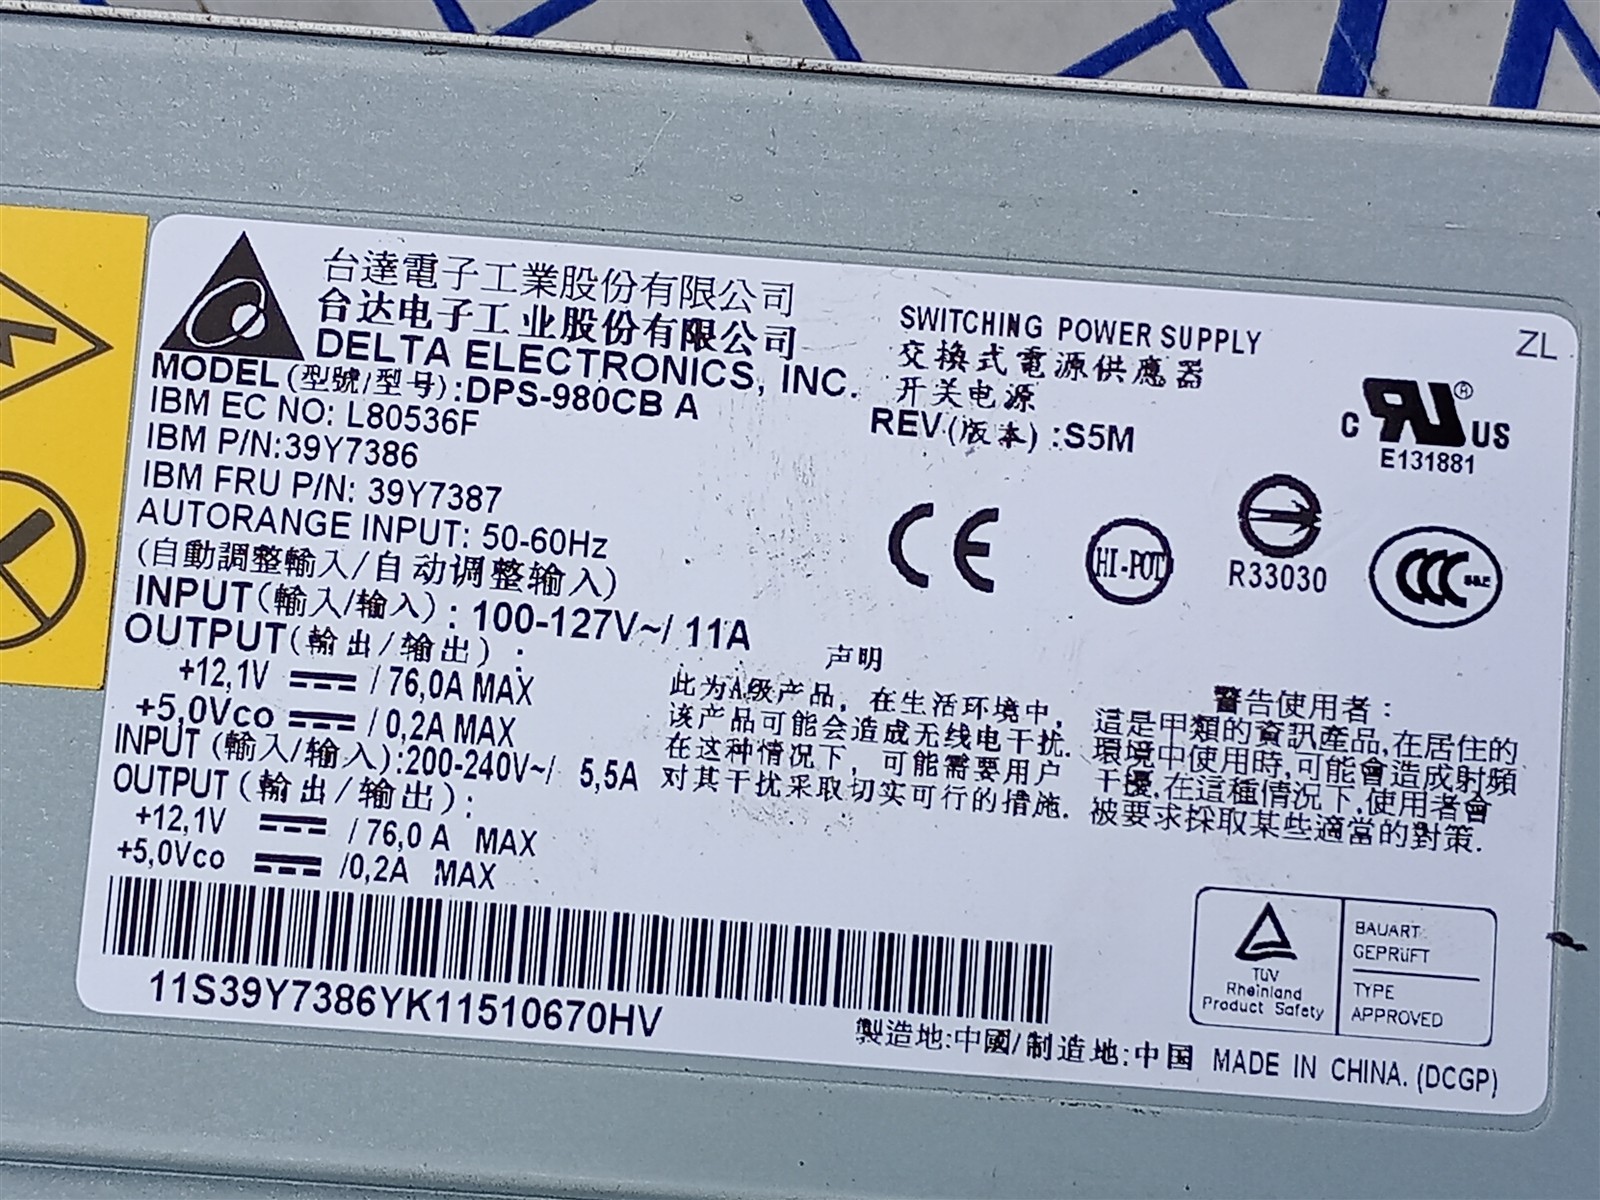 台達電子工業股份有限公司
台达电子工业股份有限公司
DELTA ELECTRONICS, INC.
MODEL(型號/型号):DPS-980CB A
IBM EC NO: L80536F
IBM P/N:39Y7386
IBM FRU P/N: 39Y7387
AUTORANGE INPUT: 50-60Hz
(自動調整輸入/自动调整输入)
INPUT(輸入/输入) : 100-127V~/ 11A
OUTPUT(輸出/输出) :
+12,1V / 76,0A MAX
+5,0Vco / 0,2A MAX
INPUT (輸入/输入):200-240V~/ 5,5A
OUTPUT (輸出/输出) :
+12,1V / 76,0 A MAX
+5,0Vco /0,2A MAX
11S39Y7386YK11510670HV
SWITCHING POWER SUPPLY
交換式電源供應器
开关电源
REV(版本) :S5M
ZL
C RU ® US
E131881
CE
HI-POT
R33030
CCC S&E
声明
此为A级产品, 在生活环境中,
该产品可能会造成无线电干扰.
在这种情况下, 可能需要用户
对其干扰采取切实可行的措施.
警告使用者 :
這是甲類的資訊產品,在居住的
環境中使用時,可能會造成射頻
干擾.在這種情況下.使用者會
被要求採取某些適當的對策.
TÜV
Rheinland
Product Safety
BAUART
GEPRÜFT
TYPE
APPROVED
製造地:中國/制造地:中国 MADE IN CHINA. (DCGP)